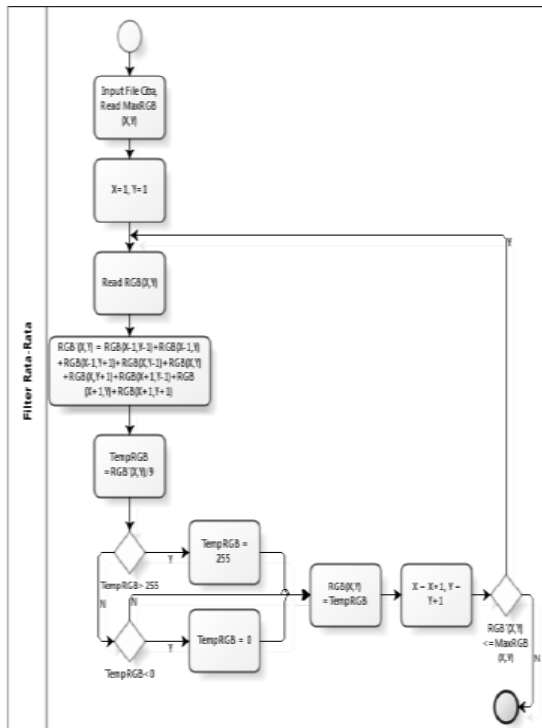 Filter Rata-Rata
Input File Citra,
Read MaxRGB
(X,Y)
X=1, Y=1
Read RGB(X,Y)
RGB'(X,Y) = RGB(X-1,Y-1)+RGB(X-1,Y)
+RGB(X-1,Y+1)+RGB(X,Y-1)+RGB(X,Y)
+RGB(X,Y+1)+RGB(X+1,Y-1)+RGB
(X+1,Y)+RGB(X+1,Y+1)
TempRGB
=RGB'(X,Y)/9
TempRGB>255
Y
N
TempRGB =
255
TempRGB<0
N
Y
TempRGB = 0
RGB(X,Y)
=TempRGB
X = X+1, Y =
Y+1
RGB'(X,Y)
<=MaxRGB
(X,Y)
Y
N